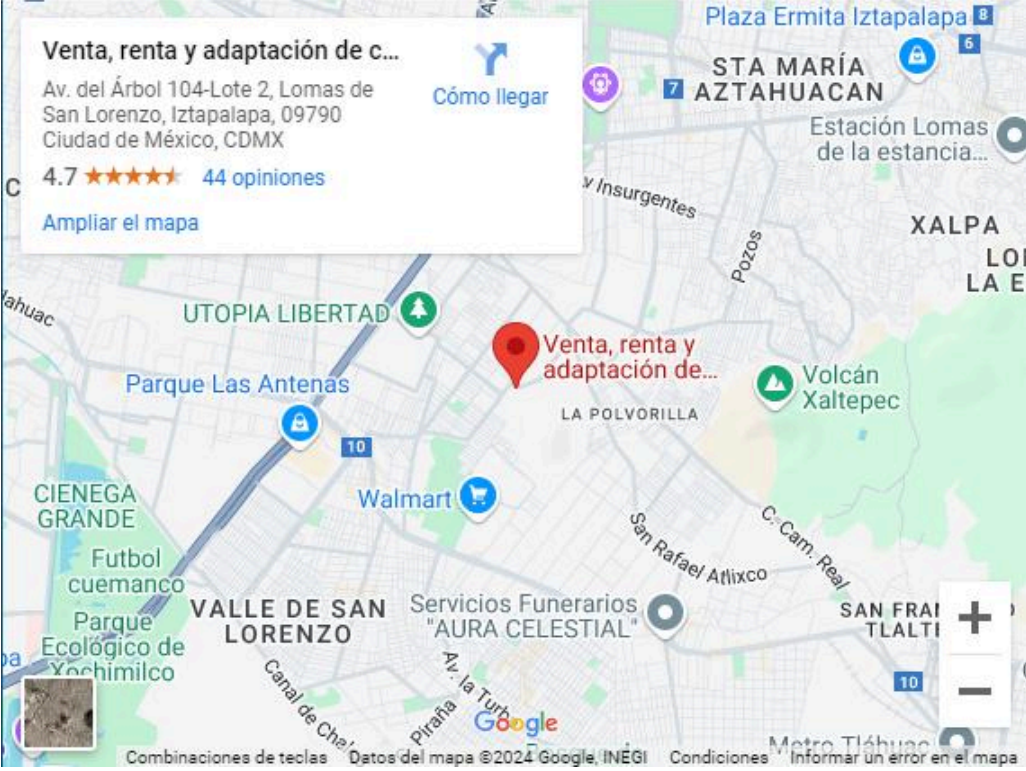 Venta, renta y adaptación de c...
Av. del Árbol 104-Lote 2, Lomas de
San Lorenzo, Iztapalapa, 09790
Ciudad de México, CDMX
4.7
44 opiniones
Ampliar el mapa
Cómo llegar
Plaza Ermita Iztapalapa
8
6
7
STA MARÍA
AZTAHUACAN
Estación Lomas
de la estancia...
v Insurgentes
XALPA
Pozos
UTOPIA LIBERTAD
Venta, renta y
adaptación de...
Parque Las Antenas
Volcán
Xaltepec
LA POLVORILLA
10
Walmart
CIENEGA
GRANDE
San Rafael Atlixco
C. Cam. Real
Futbol
cuemanco
Parque
Ecológico de
Xochimilco
VALLE DE SAN
LORENZO
Servicios Funerarios
"AURA CELESTIAL"
Canal de Cha
Av. la Turb
Piraña
10
Google
Metro Tláhuac
Combinaciones de teclas
Datos del mapa ©2024 Google, INEGI
Condiciones
Informar un error en el mapa